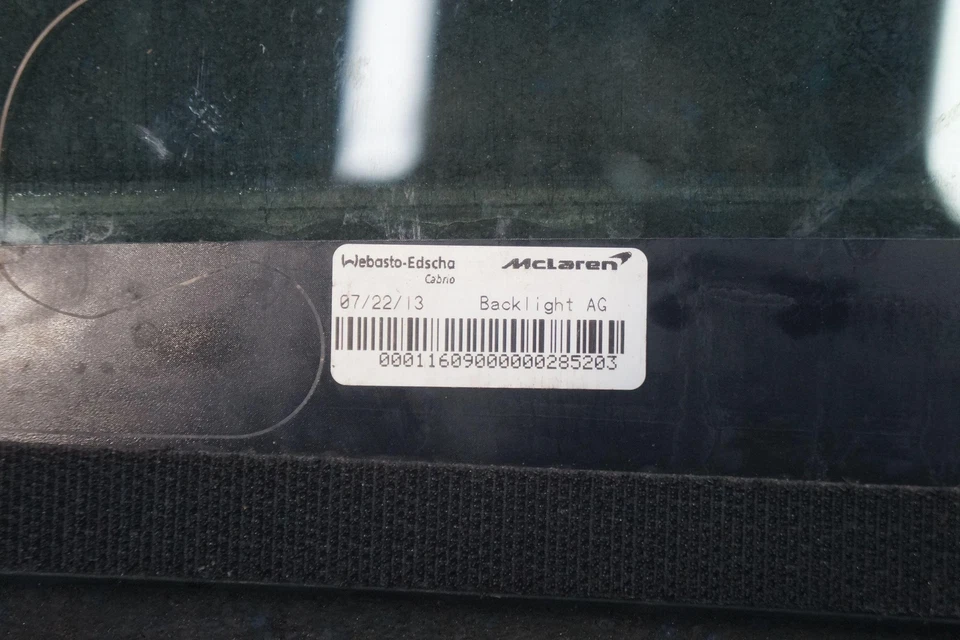 Webasto-Edscha McLaren
Cabrio
07/22/13 Backlight AG
000116090000000285203